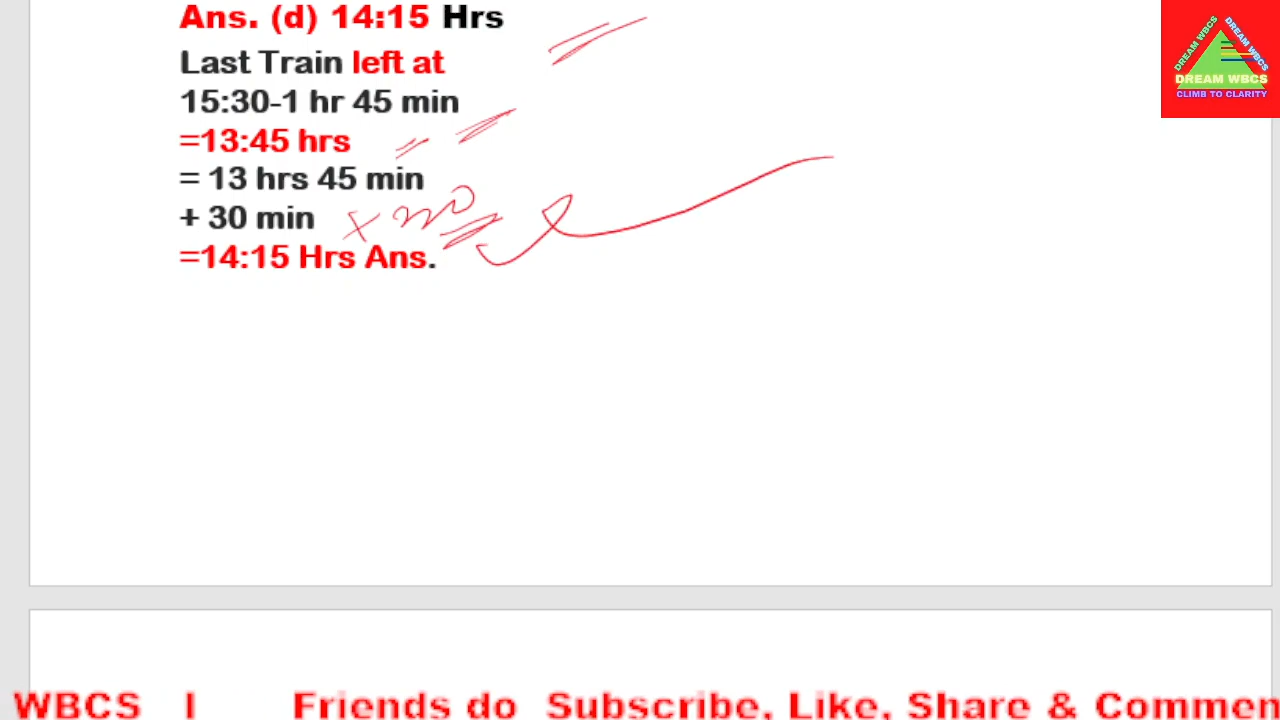 Ans. (d) 14:15 Hrs
Last Train left at
15:30-1 hr 45 min
=13:45 hrs
= 13 hrs 45 min
+ 30 min + 30
=14:15 Hrs Ans.
DREAM WBCS
DREAM WBCS
DREAM WBCS
CLIMB TO CLARITY
WBCS I Friends do Subscribe, Like, Share & Commen